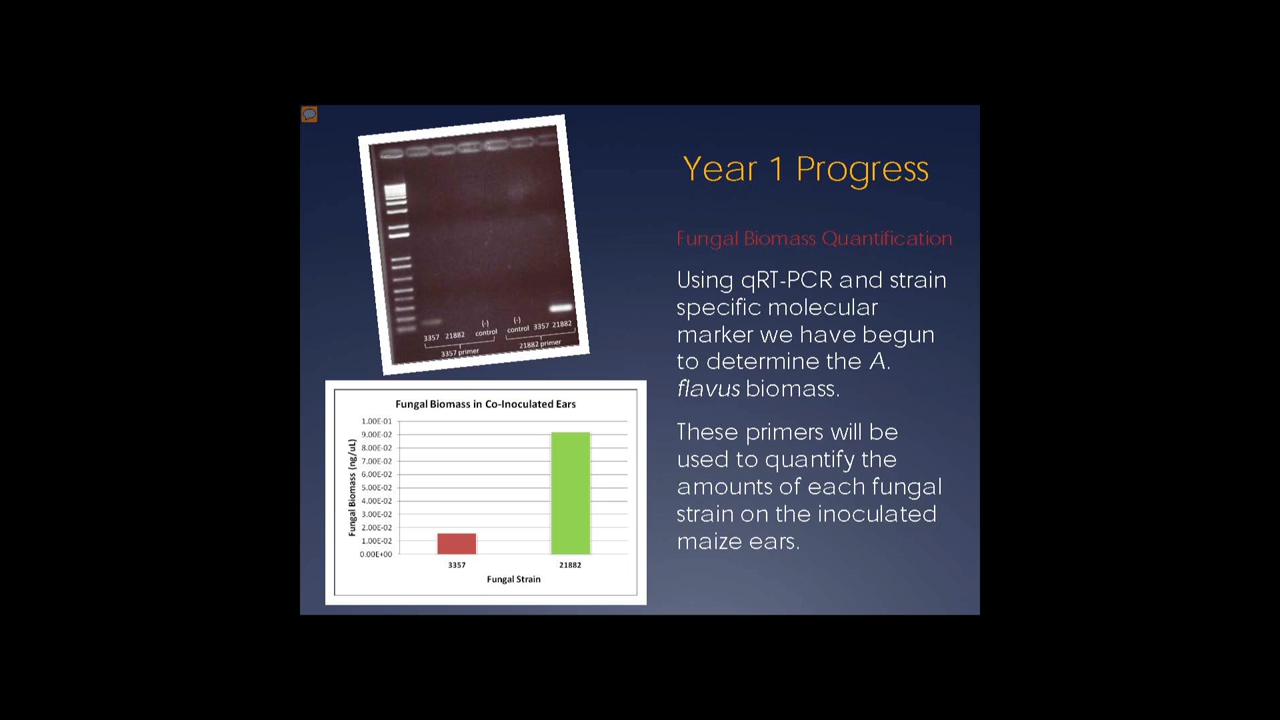 Year 1 Progress
Fungal Biomass Quantification
Using qRT-PCR and strain
specific molecular
marker we have begun
to determine the A.
flavus biomass.
These primers will be
used to quantify the
amounts of each fungal
strain on the inoculated
maize ears.
(-) (-)
3357 21882 control control 3357 21882
3357 primer 21882 primer
Fungal Biomass in Co-Inoculated Ears
Fungal Biomass (ng/uL)
1.00E-01
9.00E-02
8.00E-02
7.00E-02
6.00E-02
5.00E-02
4.00E-02
3.00E-02
2.00E-02
1.00E-02
0.00E+00
3357 21882
Fungal Strain